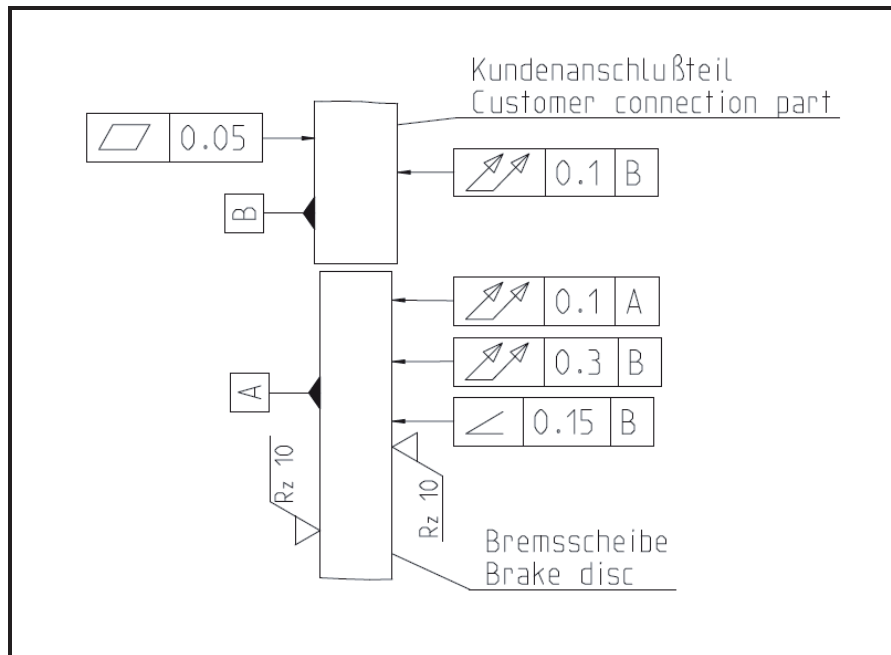 Kundenanschlußteil
Customer connection part
0.05
0.1 B
B
0.1 A
0.3 B
A
0.15 B
Rz 10
Rz 10
Bremsscheibe
Brake disc